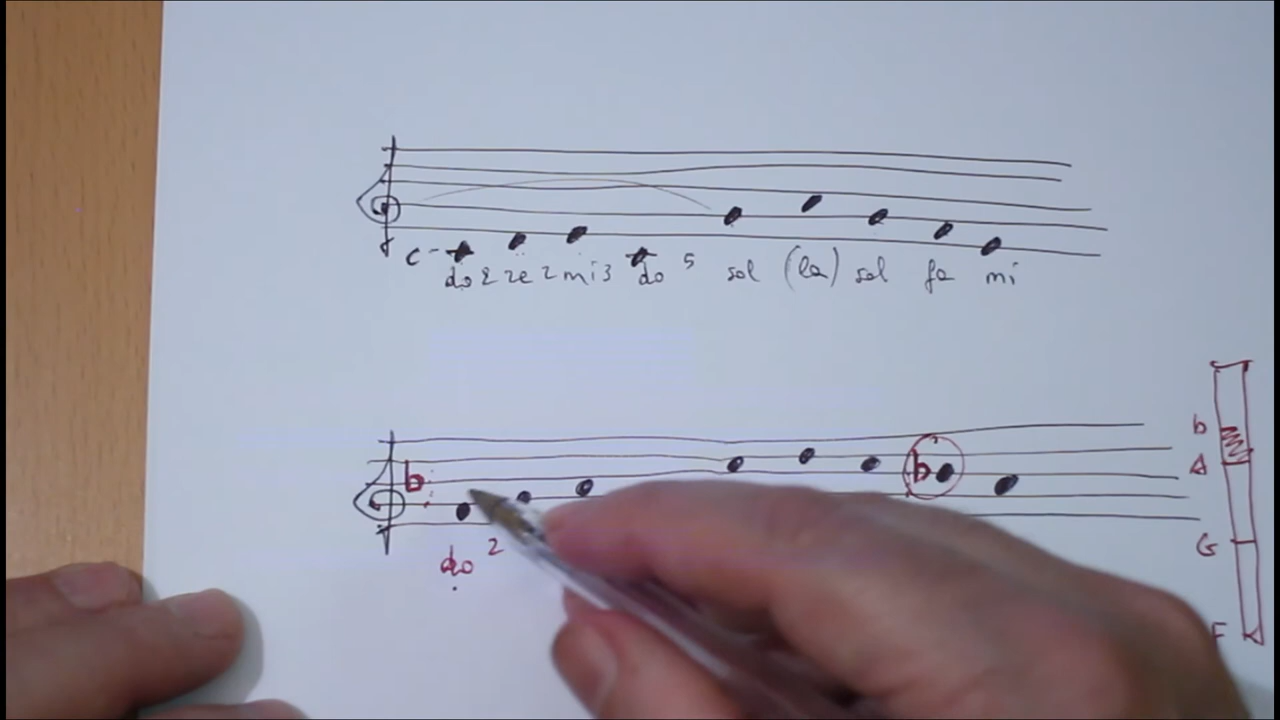 c- do 2 re 2 mi 3 do 5 sol (la) sol fa mi
b
A
G
F
♭ ♭
do 2